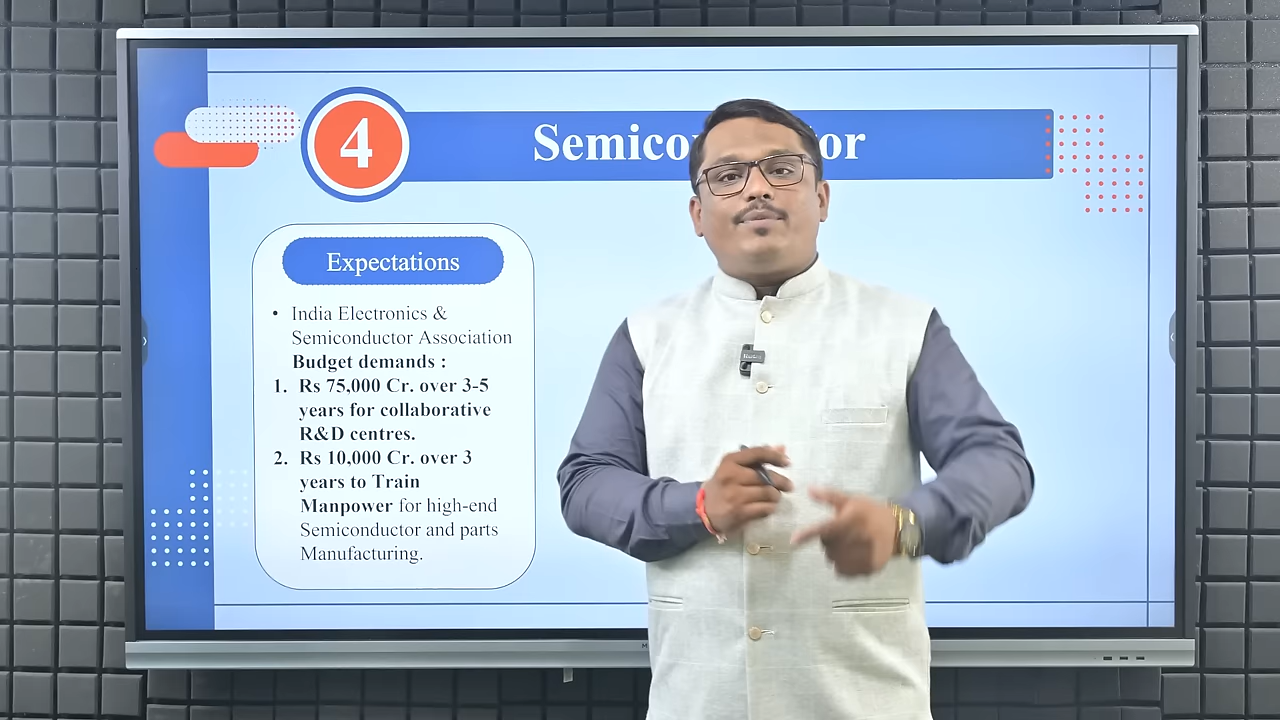 4
Semico or
Expectations
• India Electronics &
Semiconductor Association
Budget demands :
1. Rs 75,000 Cr. over 3-5
years for collaborative
R&D centres.
2. Rs 10,000 Cr. over 3
years to Train
Manpower for high-end
Semiconductor and parts
Manufacturing.